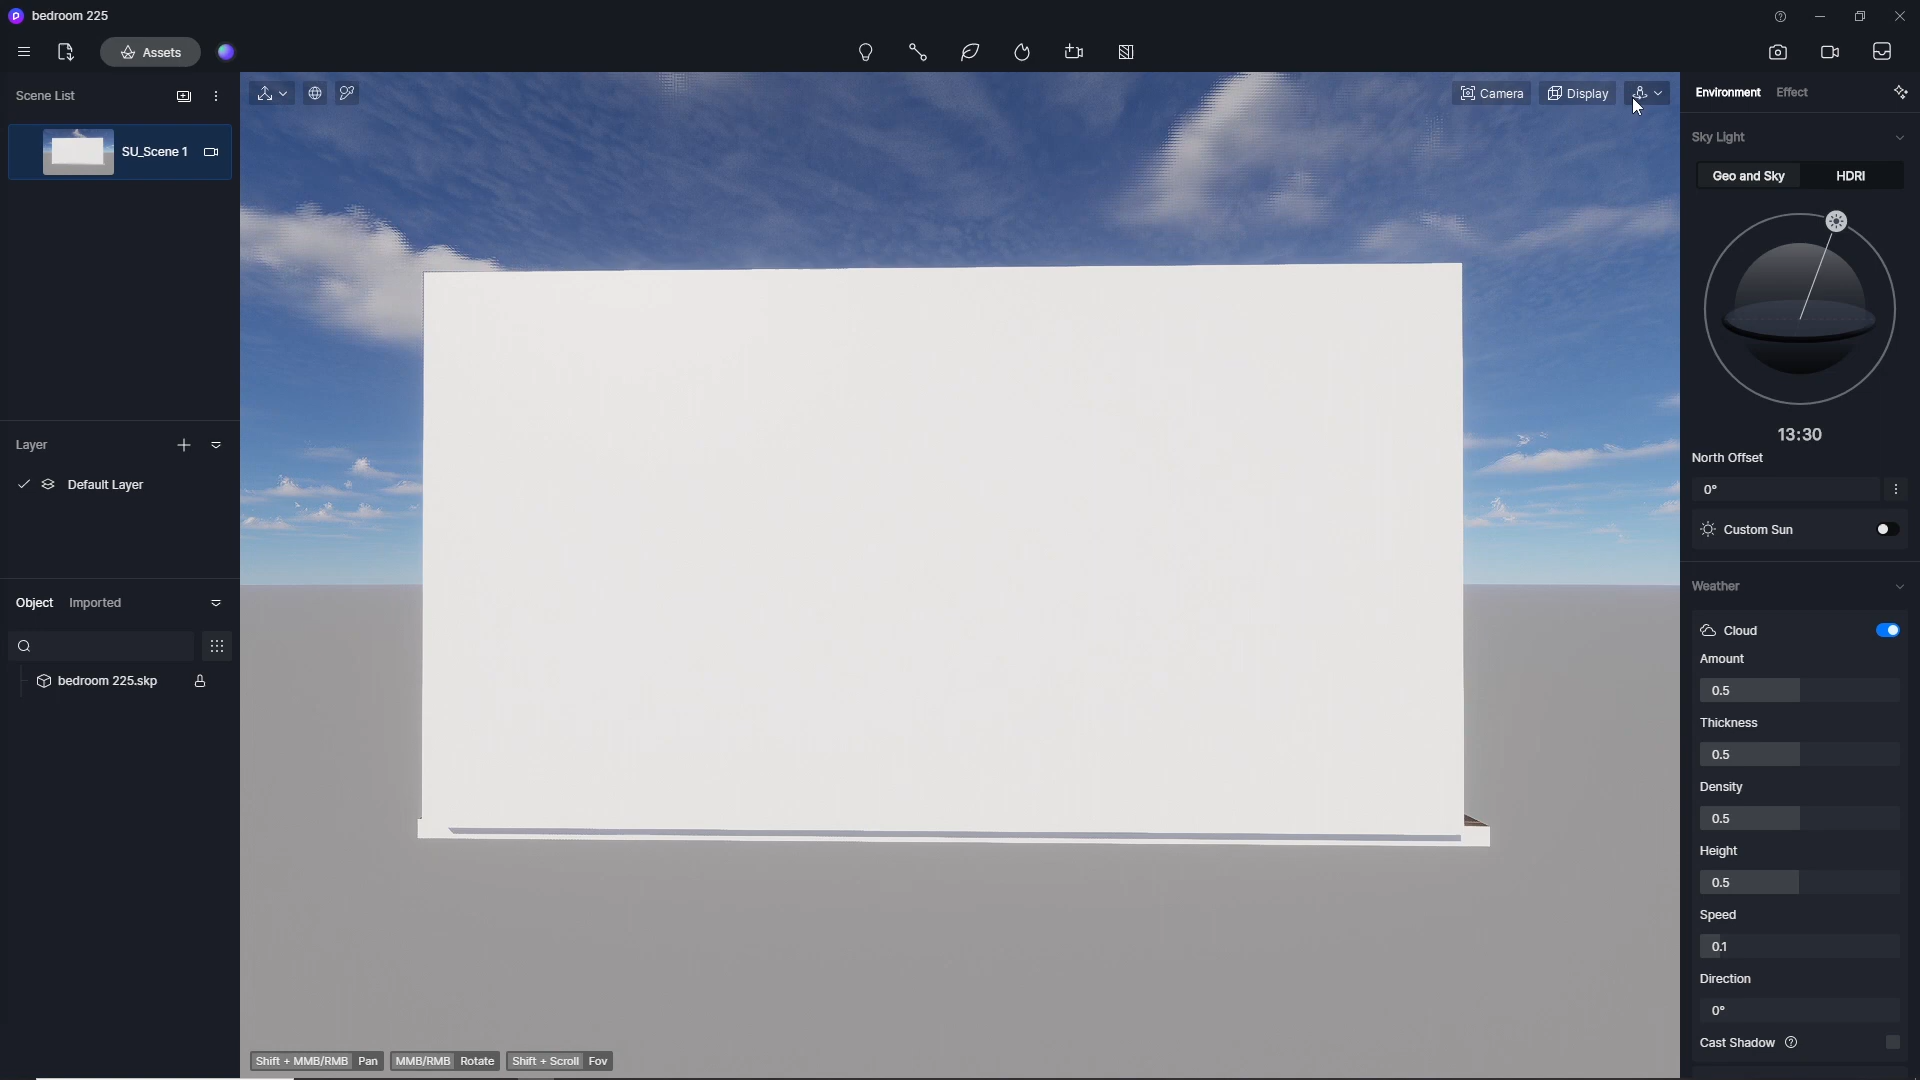 bedroom 225
Assets
Scene List
SU_Scene 1
Camera
Display
Environment Effect
Sky Light
Geo and Sky HDRI
13:30
North Offset
0°
Custom Sun
Weather
Cloud
Amount
0.5
Thickness
0.5
Density
0.5
Height
0.5
Speed
0.1
Direction
0°
Cast Shadow
Layer
Default Layer
Object Imported
bedroom 225.skp
Shift + MMB/RMB Pan MMB/RMB Rotate Shift + Scroll Fov